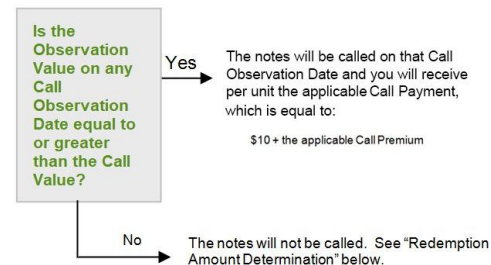 Is the
Observation
Value on any
Call
Observation
Date equal to
or greater
than the Call
Value?
Yes
The notes will be called on that Call
Observation Date and you will receive
per unit the applicable Call Payment,
which is equal to:
$10 + the applicable Call Premium
No
The notes will not be called. See “Redemption
Amount Determination” below.